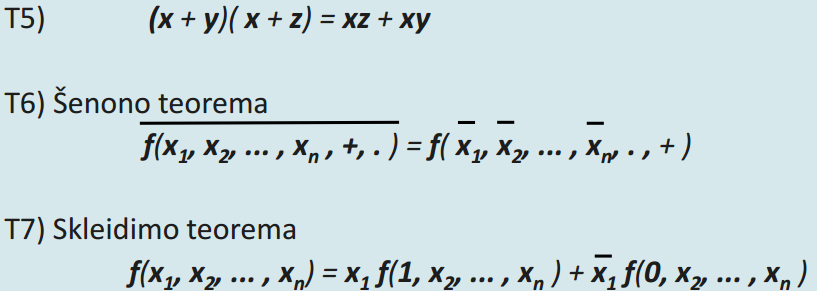 T5) (x + y)( x + z) = xz + xy
T6) Šenono teorema
f(x₁, x₂, ... , xₙ , +, . ) = f( x̅₁, x̅₂, ... , x̅ₙ, . , + )
T7) Skleidimo teorema
f(x₁, x₂, ... , xₙ) = x₁ f(1, x₂, ... , xₙ ) + x̅₁ f(0, x₂, ... , xₙ )